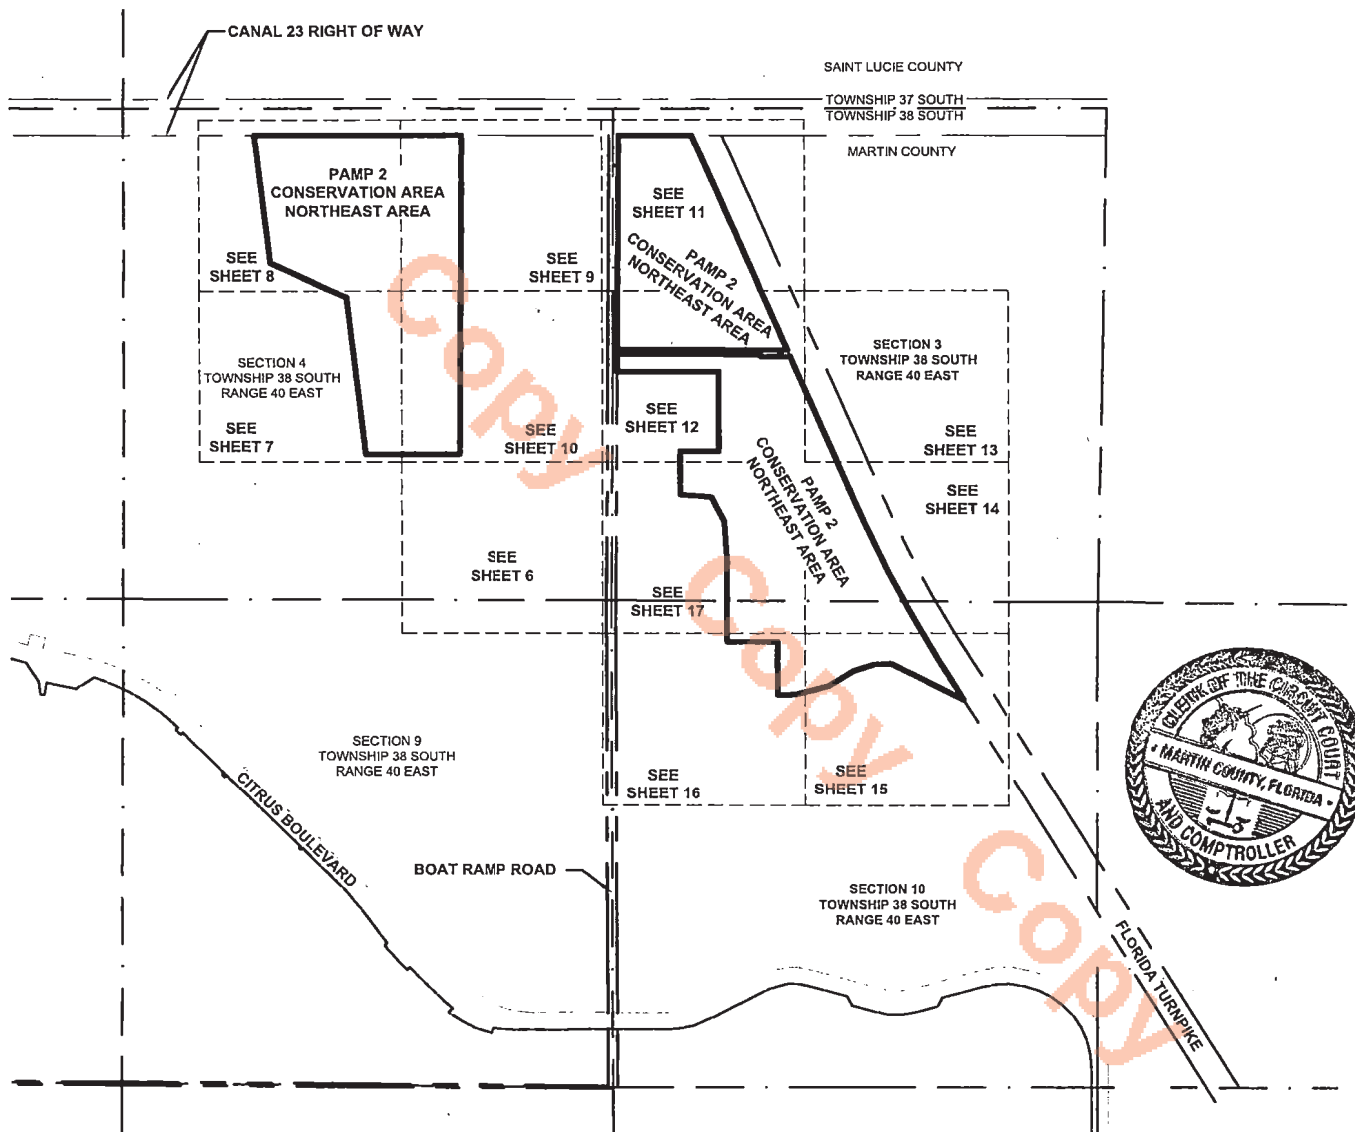 CANAL 23 RIGHT OF WAY
SAINT LUCIE COUNTY
TOWNSHIP 37 SOUTH
TOWNSHIP 38 SOUTH
MARTIN COUNTY
PAMP 2
CONSERVATION AREA
NORTHEAST AREA
SEE
SHEET 11
SEE
SHEET 8
SEE
SHEET 9
PAMP 2
CONSERVATION AREA
NORTHEAST AREA
SECTION 4
TOWNSHIP 38 SOUTH
RANGE 40 EAST
SECTION 3
TOWNSHIP 38 SOUTH
RANGE 40 EAST
SEE
SHEET 7
SEE
SHEET 10
SEE
SHEET 12
SEE
SHEET 13
PAMP 2
CONSERVATION AREA
NORTHEAST AREA
SEE
SHEET 14
SEE
SHEET 6
SEE
SHEET 17
SECTION 9
TOWNSHIP 38 SOUTH
RANGE 40 EAST
SEE
SHEET 16
SEE
SHEET 15
CITRUS BOULEVARD
BOAT RAMP ROAD
SECTION 10
TOWNSHIP 38 SOUTH
RANGE 40 EAST
FLORIDA TURNPIKE
CLERK OF THE CIRCUIT COURT
MARTIN COUNTY, FLORIDA
AND COMPTROLLER
Copy
Copy
Copy